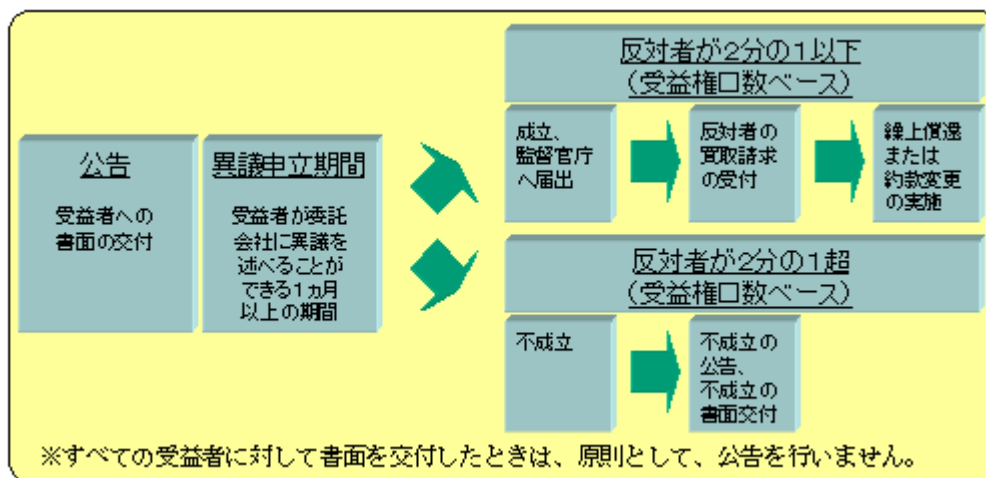 公告
受益者への
書面の交付
異議申立期間
受益者が委託
会社に異議を
述べることが
できる1ヵ月
以上の期間
反対者が2分の1以下
(受益権口数ベース)
成立、
監督官庁
へ届出
反対者の
買取請求
の受付
繰上償還
または
約款変更
の実施
反対者が2分の1超
(受益権口数ベース)
不成立
不成立の
公告、
不成立の
書面交付
※すべての受益者に対して書面を交付したときは、原則として、公告を行いません。